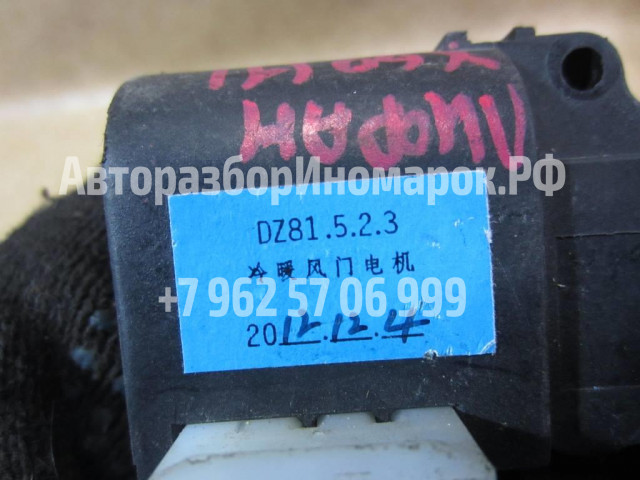 Лифан
АвторазборИномарок.РФ
DZ81.5.2.3
冷暖风门电机
+7 962 57 06 999
2012.12.4